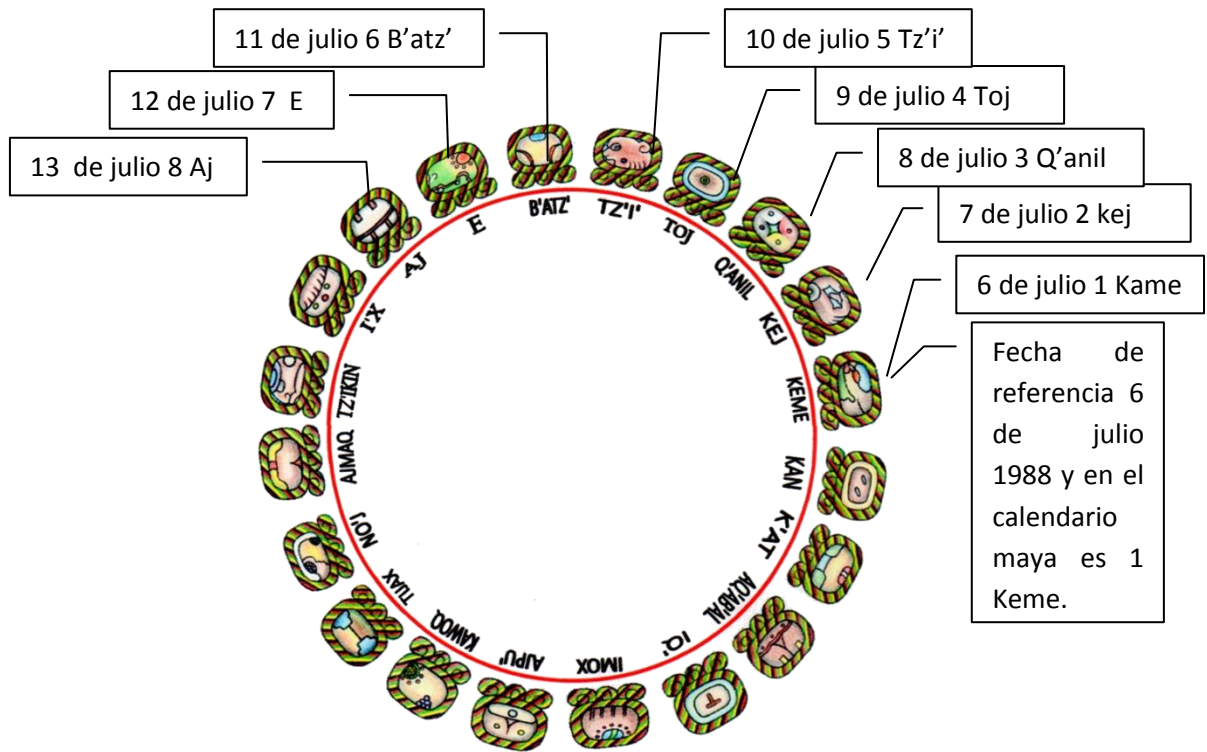 11 de julio 6 B’atz’
10 de julio 5 Tz’i’
12 de julio 7 E
9 de julio 4 Toj
13 de julio 8 Aj
8 de julio 3 Q’anil
7 de julio 2 kej
6 de julio 1 Kame
Fecha de
referencia 6
de julio
1988 y en el
calendario
maya es 1
Keme.
B'ATZ'
TZ'I'
TOJ
Q'ANIL
KEJ
KEME
KAN
K'AT
AQ'AB'AL
IQ'
IMOX
AJPU'
KAWOQ
TIJAX
NO'J
AJMAQ
TZ'IKIN
I'X
AJ
E